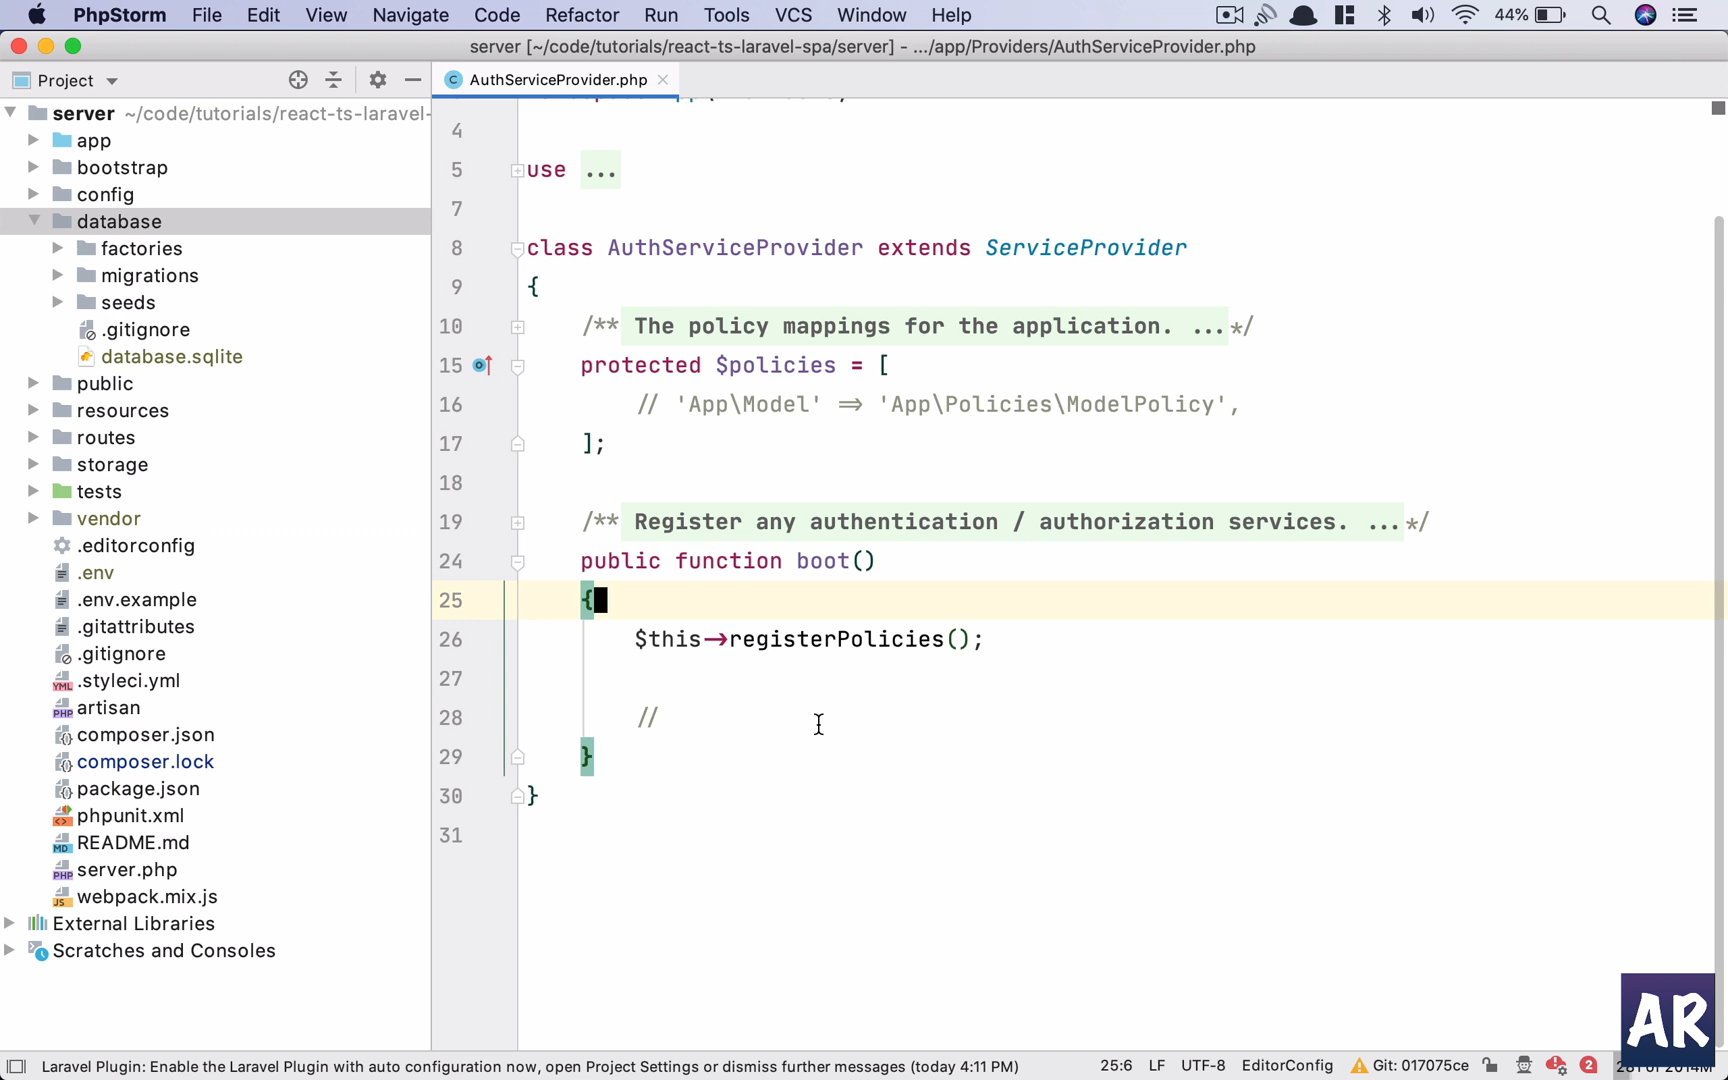 PhpStorm File Edit View Navigate Code Refactor Run Tools VCS Window Help 44%
server [~/code/tutorials/react-ts-laravel-spa/server] - .../app/Providers/AuthServiceProvider.php
Project
AuthServiceProvider.php
server ~/code/tutorials/react-ts-laravel-
app
bootstrap
config
database
factories
migrations
seeds
.gitignore
database.sqlite
public
resources
routes
storage
tests
vendor
.editorconfig
.env
.env.example
.gitattributes
.gitignore
.styleci.yml
artisan
composer.json
composer.lock
package.json
phpunit.xml
README.md
server.php
webpack.mix.js
External Libraries
Scratches and Consoles
4
5 use ...
7
8 class AuthServiceProvider extends ServiceProvider
9 {
10 /** The policy mappings for the application. ...*/
15 protected $policies = [
16 // 'App\Model' => 'App\Policies\ModelPolicy',
17 ];
18
19 /** Register any authentication / authorization services. ...*/
24 public function boot()
25 {
26 $this->registerPolicies();
27
28 //
29 }
30 }
31
AR
Laravel Plugin: Enable the Laravel Plugin with auto configuration now, open Project Settings or dismiss further messages (today 4:11 PM) 25:6 LF UTF-8 EditorConfig Git: 017075ce 2